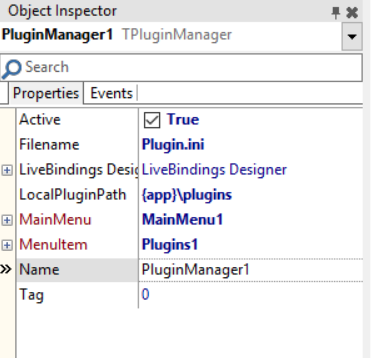 Object Inspector
PluginManager1 TPluginManager
Search
Properties Events
Active True
Filename Plugin.ini
LiveBindings Desig LiveBindings Designer
LocalPluginPath {app}\plugins
MainMenu MainMenu1
MenuItem Plugins1
Name PluginManager1
Tag 0